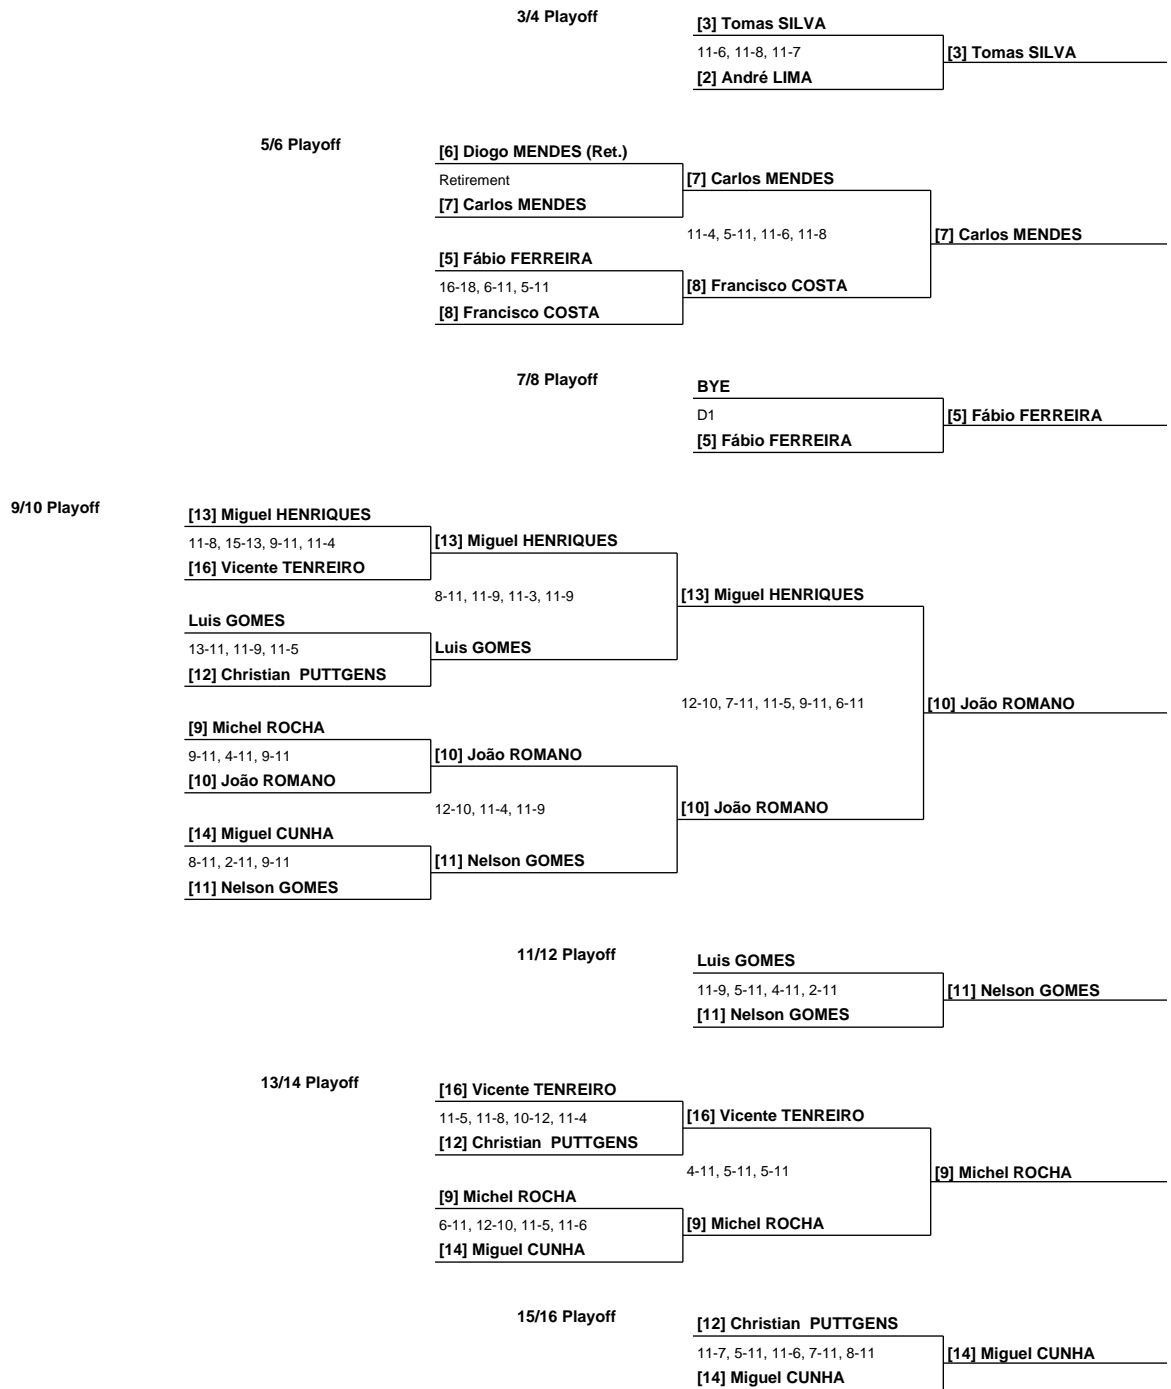 3/4 Playoff
[3] Tomas SILVA
11-6, 11-8, 11-7
[3] Tomas SILVA
[2] André LIMA
5/6 Playoff
[6] Diogo MENDES (Ret.)
Retirement
[7] Carlos MENDES
[7] Carlos MENDES
11-4, 5-11, 11-6, 11-8
[7] Carlos MENDES
[5] Fábio FERREIRA
16-18, 6-11, 5-11
[8] Francisco COSTA
[8] Francisco COSTA
7/8 Playoff
BYE
D1
[5] Fábio FERREIRA
[5] Fábio FERREIRA
9/10 Playoff
[13] Miguel HENRIQUES
11-8, 15-13, 9-11, 11-4
[13] Miguel HENRIQUES
[16] Vicente TENREIRO
8-11, 11-9, 11-3, 11-9
[13] Miguel HENRIQUES
Luis GOMES
13-11, 11-9, 11-5
Luis GOMES
[12] Christian  PUTTGENS
12-10, 7-11, 11-5, 9-11, 6-11
[10] João ROMANO
[9] Michel ROCHA
9-11, 4-11, 9-11
[10] João ROMANO
[10] João ROMANO
12-10, 11-4, 11-9
[10] João ROMANO
[14] Miguel CUNHA
8-11, 2-11, 9-11
[11] Nelson GOMES
[11] Nelson GOMES
11/12 Playoff
Luis GOMES
11-9, 5-11, 4-11, 2-11
[11] Nelson GOMES
[11] Nelson GOMES
13/14 Playoff
[16] Vicente TENREIRO
11-5, 11-8, 10-12, 11-4
[16] Vicente TENREIRO
[12] Christian  PUTTGENS
4-11, 5-11, 5-11
[9] Michel ROCHA
[9] Michel ROCHA
6-11, 12-10, 11-5, 11-6
[9] Michel ROCHA
[14] Miguel CUNHA
15/16 Playoff
[12] Christian  PUTTGENS
11-7, 5-11, 11-6, 7-11, 8-11
[14] Miguel CUNHA
[14] Miguel CUNHA